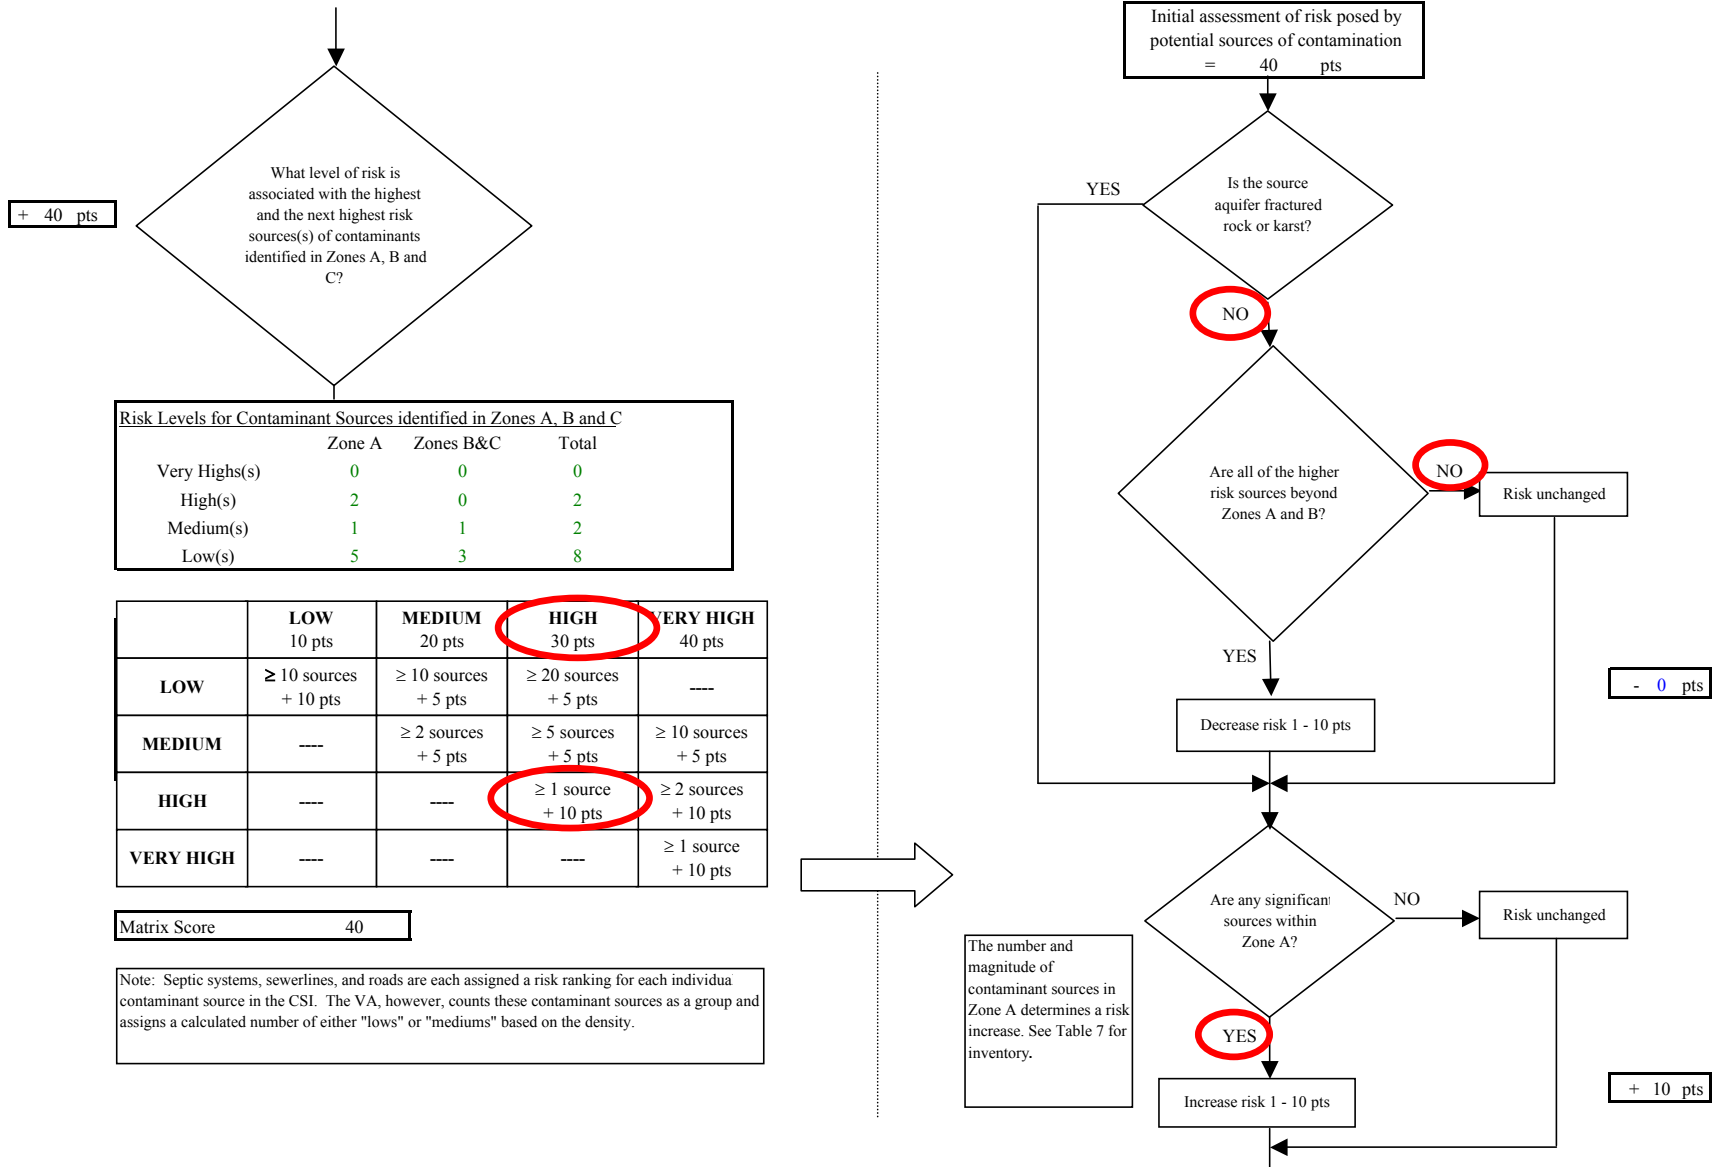 What level of risk is
associated with the highest
and the next highest risk
sources(s) of contaminants
identified in Zones A, B and
C?
+ 40 pts
Risk Levels for Contaminant Sources identified in Zones A, B and C
Zone A Zones B&C Total
Very Highs(s) 0 0 0
High(s) 2 0 2
Medium(s) 1 1 2
Low(s) 5 3 8
LOW MEDIUM HIGH VERY HIGH
10 pts 20 pts 30 pts 40 pts
LOW ≥ 10 sources + 10 pts ≥ 10 sources + 5 pts ≥ 20 sources + 5 pts ----
MEDIUM ---- ≥ 2 sources + 5 pts ≥ 5 sources + 5 pts ≥ 10 sources + 5 pts
HIGH ---- ---- ≥ 1 source + 10 pts ≥ 2 sources + 10 pts
VERY HIGH ---- ---- ---- ≥ 1 source + 10 pts
Matrix Score 40
Note: Septic systems, sewerlines, and roads are each assigned a risk ranking for each individua
contaminant source in the CSI. The VA, however, counts these contaminant sources as a group and
assigns a calculated number of either "lows" or "mediums" based on the density.
Initial assessment of risk posed by
potential sources of contamination
= 40 pts
Is the source
aquifer fractured
rock or karst?
YES
NO
Are all of the higher
risk sources beyond
Zones A and B?
NO
Risk unchanged
YES
Decrease risk 1 - 10 pts
- 0 pts
Are any significant
sources within
Zone A?
NO
Risk unchanged
The number and
magnitude of
contaminant sources in
Zone A determines a risk
increase. See Table 7 for
inventory.
YES
Increase risk 1 - 10 pts
+ 10 pts